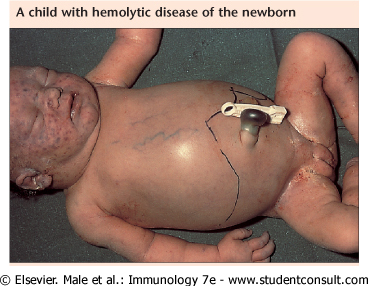 A child with hemolytic disease of the newborn
© Elsevier. Male et al.: Immunology 7e - www.studentconsult.com